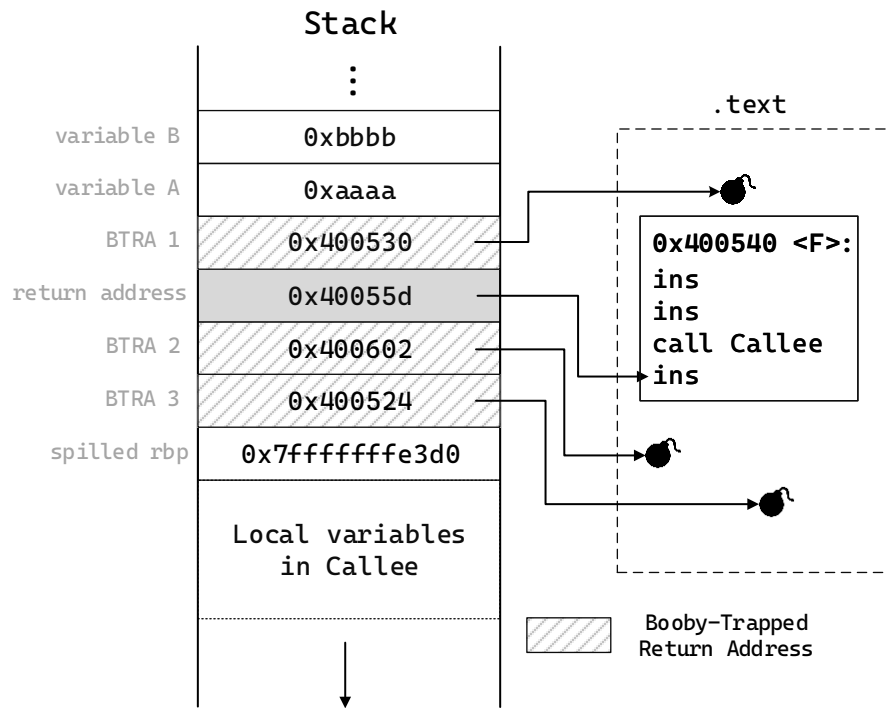 Stack
⋮
variable B
0xbbbb
variable A
0xaaaa
BTRA 1
0x400530
return address
0x40055d
BTRA 2
0x400602
BTRA 3
0x400524
spilled rbp
0x7fffffffe3d0
Local variables
in Callee
.text
0x400540 <F>:
ins
ins
call Callee
ins
Booby-Trapped
Return Address